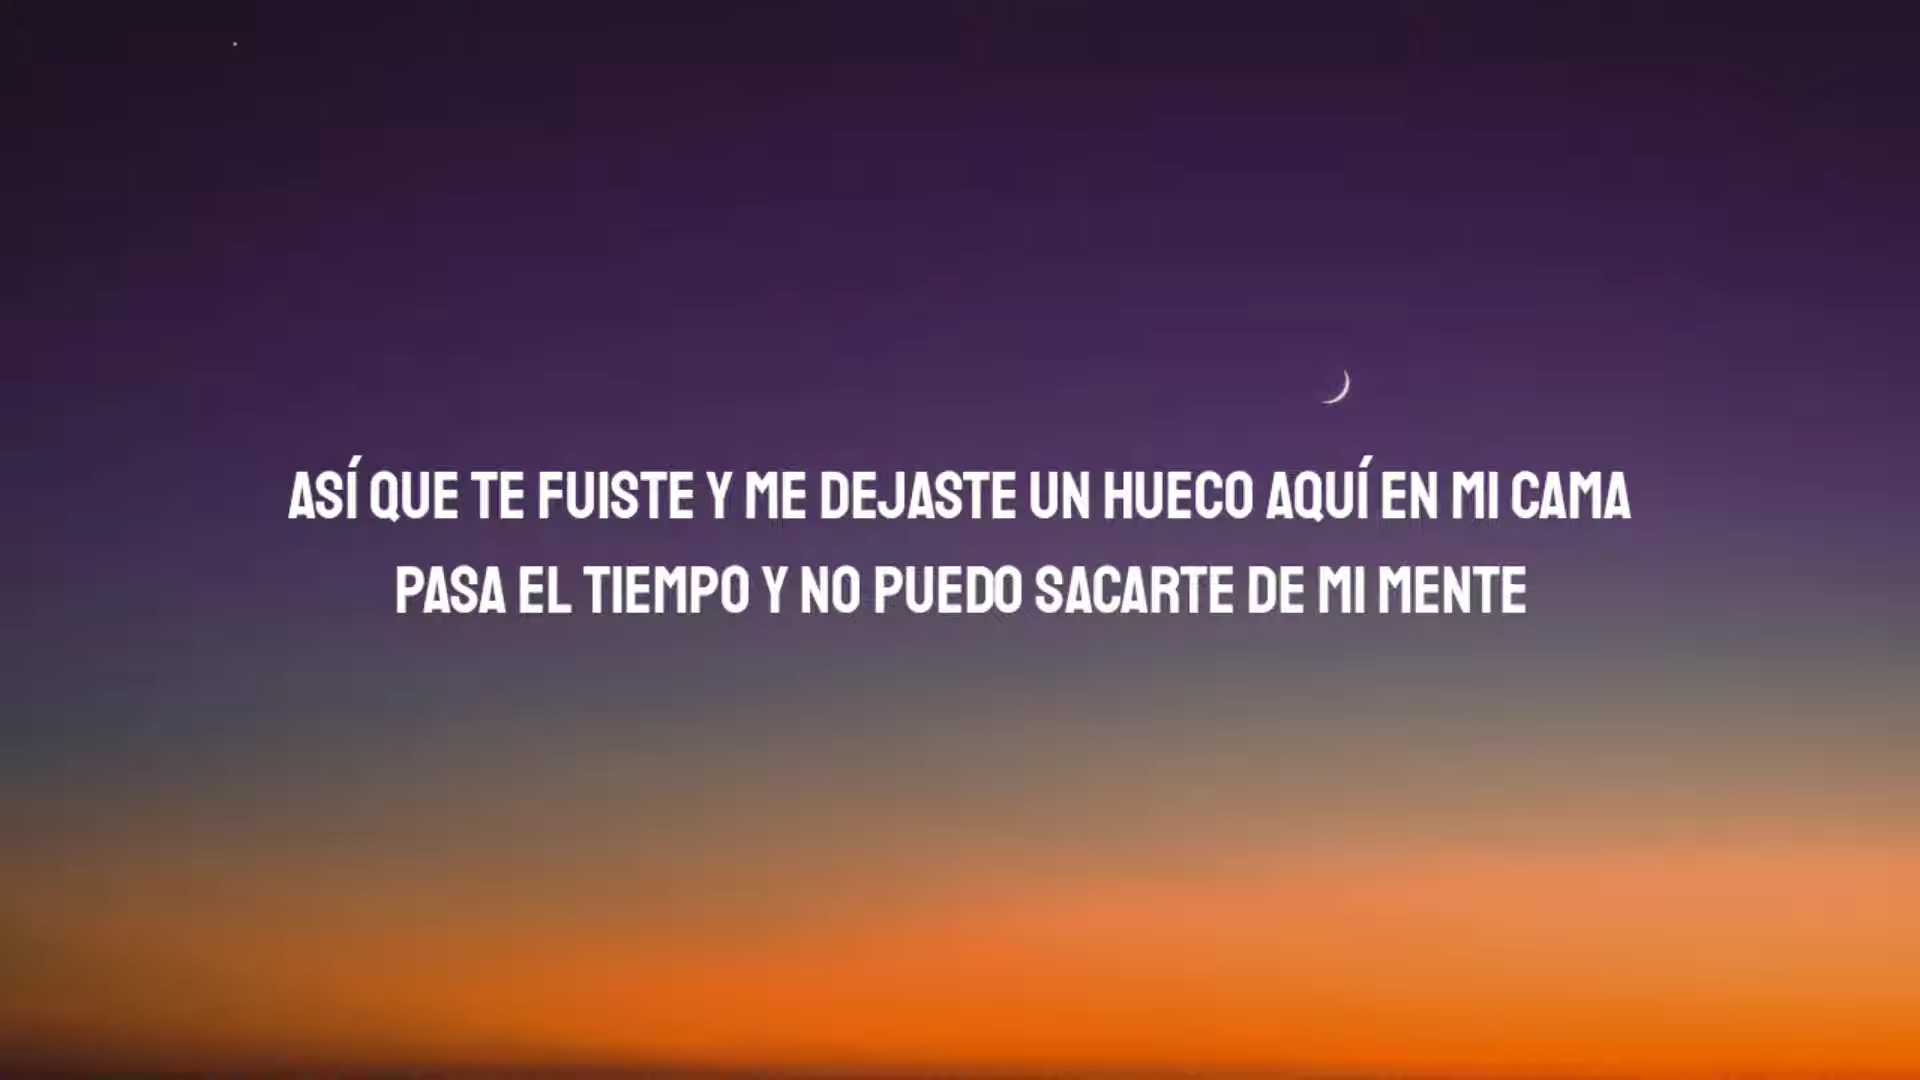 ASÍ QUE TE FUISTE Y ME DEJASTE UN HUECO AQUÍ EN MI CAMA
PASA EL TIEMPO Y NO PUEDO SACARTE DE MI MENTE